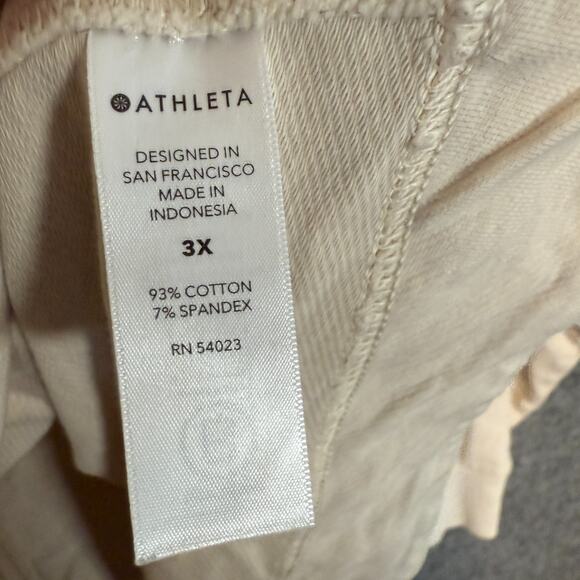 ATHLETA
DESIGNED IN
SAN FRANCISCO
MADE IN
INDONESIA
3X
93% COTTON
7% SPANDEX
RN 54023